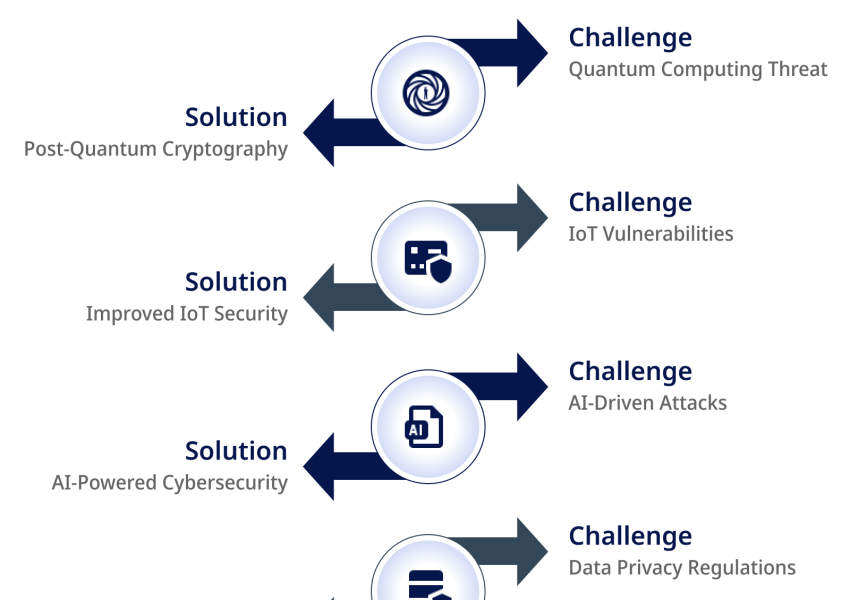 Challenge
Quantum Computing Threat
Solution
Post-Quantum Cryptography
Challenge
IoT Vulnerabilities
Solution
Improved IoT Security
Challenge
AI-Driven Attacks
AI
Solution
AI-Powered Cybersecurity
Challenge
Data Privacy Regulations